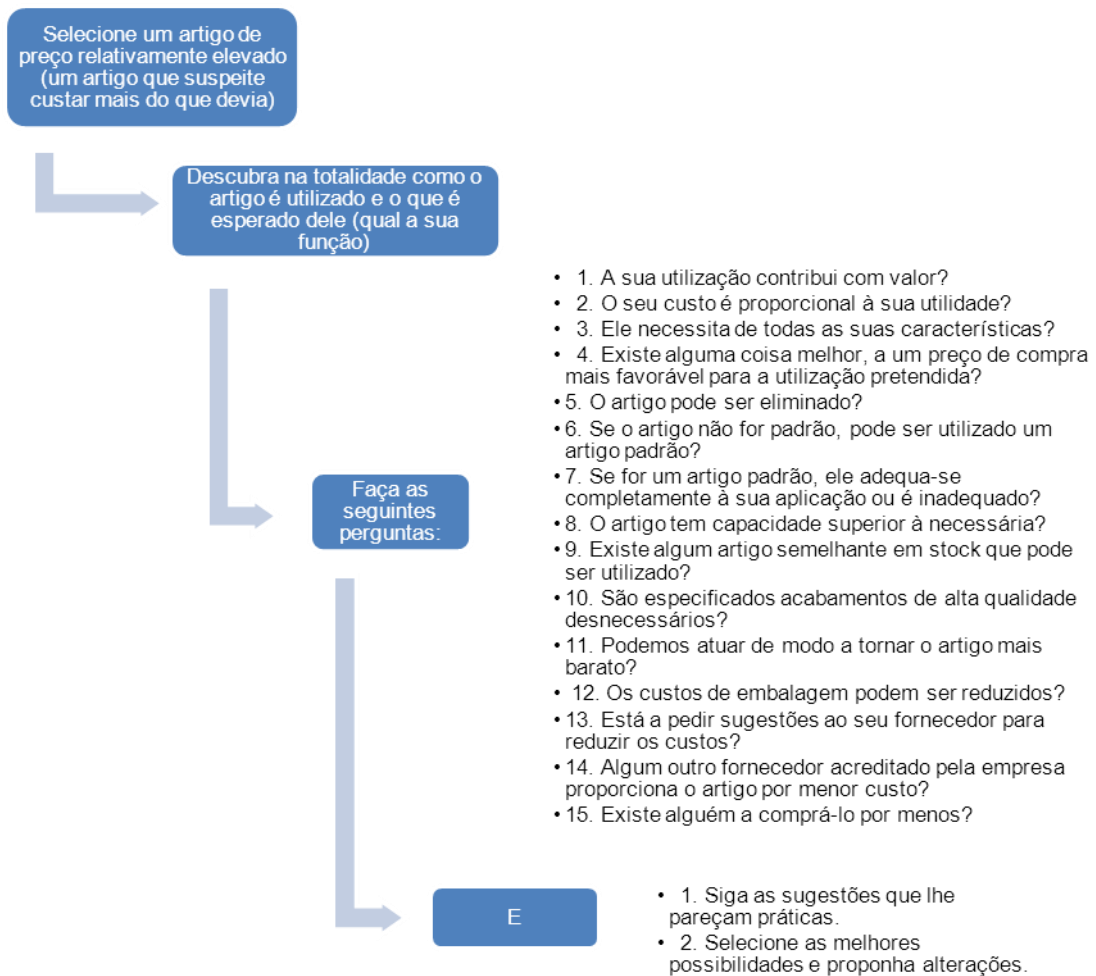 Selecione um artigo de
preço relativamente elevado
(um artigo que suspeite
custar mais do que devia)
Descubra na totalidade como o
artigo é utilizado e o que é
esperado dele (qual a sua
função)
Faça as
seguintes
perguntas:
• 1. A sua utilização contribui com valor?
• 2. O seu custo é proporcional à sua utilidade?
• 3. Ele necessita de todas as suas características?
• 4. Existe alguma coisa melhor, a um preço de compra
mais favorável para a utilização pretendida?
• 5. O artigo pode ser eliminado?
• 6. Se o artigo não for padrão, pode ser utilizado um
artigo padrão?
• 7. Se for um artigo padrão, ele adequa-se
completamente à sua aplicação ou é inadequado?
• 8. O artigo tem capacidade superior à necessária?
• 9. Existe algum artigo semelhante em stock que pode
ser utilizado?
• 10. São especificados acabamentos de alta qualidade
desnecessários?
• 11. Podemos atuar de modo a tornar o artigo mais
barato?
• 12. Os custos de embalagem podem ser reduzidos?
• 13. Está a pedir sugestões ao seu fornecedor para
reduzir os custos?
• 14. Algum outro fornecedor acreditado pela empresa
proporciona o artigo por menor custo?
• 15. Existe alguém a comprá-lo por menos?
E
• 1. Siga as sugestões que lhe
pareçam práticas.
• 2. Selecione as melhores
possibilidades e proponha alterações.